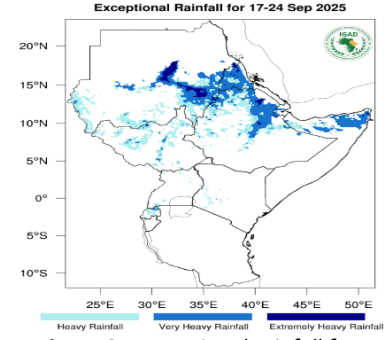 Exceptional Rainfall for 17-24 Sep 2025
IGAD
20°N
15°N
10°N
5°N
0°
5°S
10°S
25°E 30°E 35°E 40°E 45°E 50°E
Heavy Rainfall Very Heavy Rainfall Extremely Heavy Rainfall